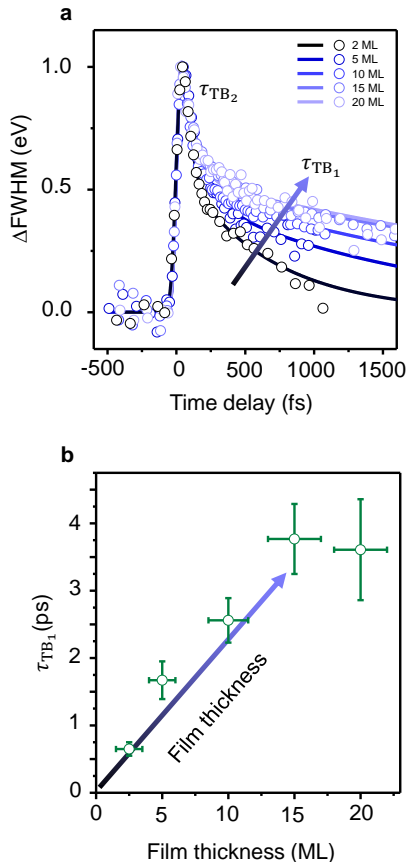 a
1.0
0.5
0.0
ΔFWHM (eV)
τTB₂
2 ML
5 ML
10 ML
15 ML
20 ML
τTB₁
-500 0 500 1000 1500
Time delay (fs)
b
4
3
2
1
0
τTB₁(ps)
Film thickness
0 5 10 15 20
Film thickness (ML)